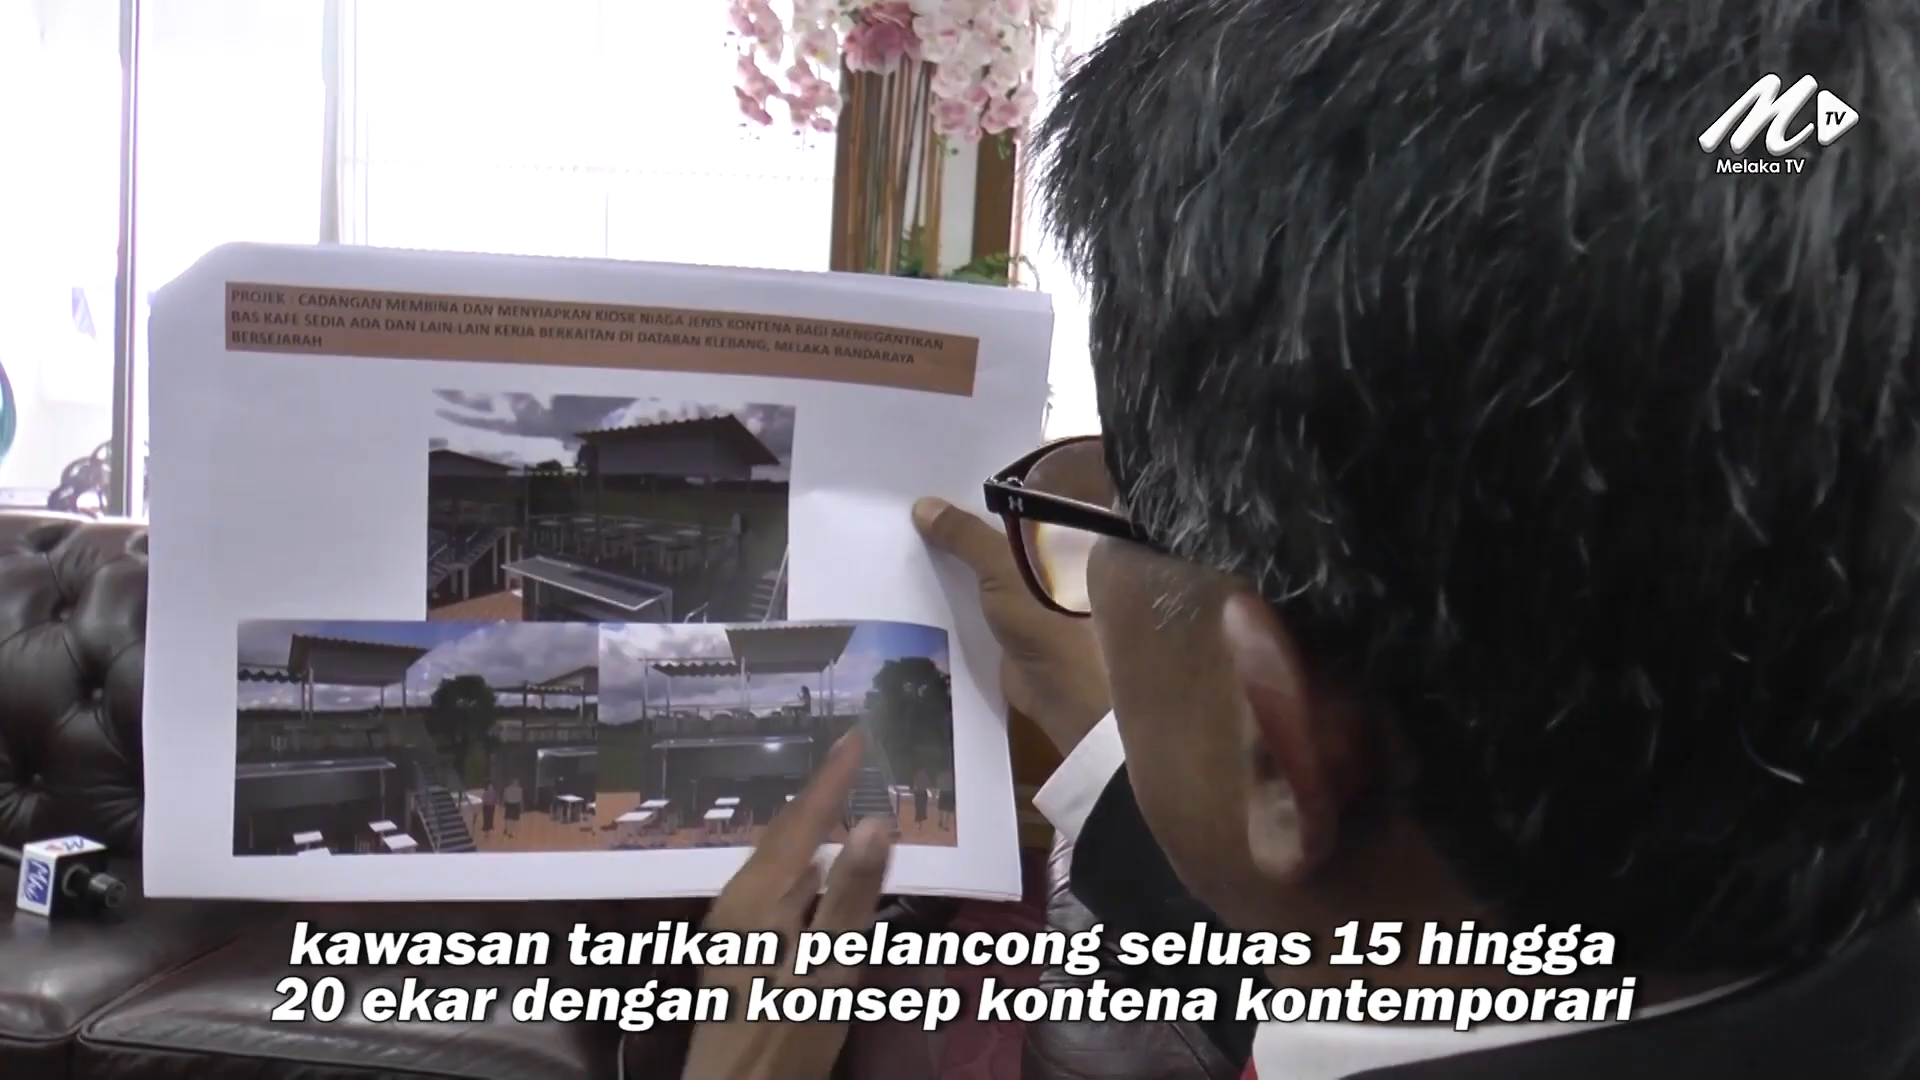 M TV
Melaka TV
PROJEK : CADANGAN MEMBINA DAN MENYIAPKAN KIOSK NIAGA JENIS KONTENA BAGI MENGGANTIKAN
BAS KAFE SEDIA ADA DAN LAIN-LAIN KERJA BERKAITAN DI DATARAN KLEBANG, MELAKA BANDARAYA
BERSEJARAH
kawasan tarikan pelancong seluas 15 hingga
20 ekar dengan konsep kontena kontemporari